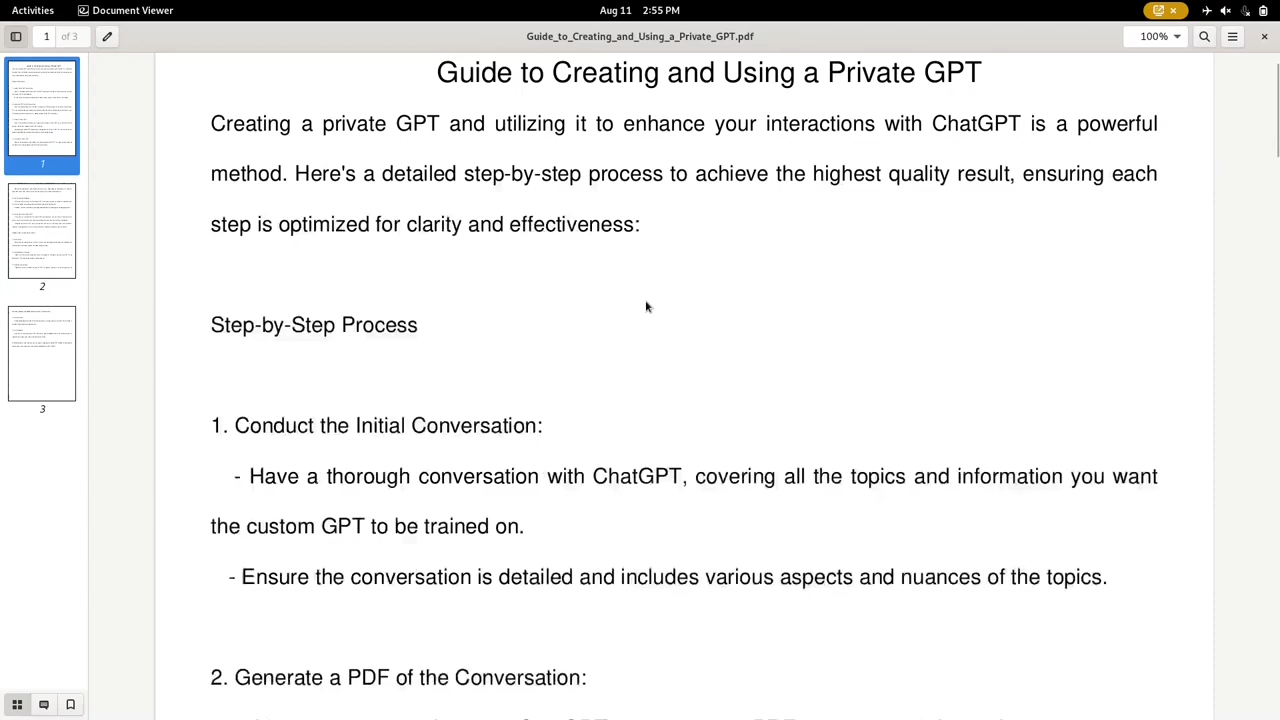 Activities
Document Viewer
Aug 11 2:55 PM
1 of 3
Guide_to_Creating_and_Using_a_Private_GPT.pdf
100%
Guide to Creating and Using a Private GPT
Creating a private GPT and utilizing it to enhance your interactions with ChatGPT is a powerful
method. Here's a detailed step-by-step process to achieve the highest quality result, ensuring each
step is optimized for clarity and effectiveness:
Step-by-Step Process
1. Conduct the Initial Conversation:
- Have a thorough conversation with ChatGPT, covering all the topics and information you want
the custom GPT to be trained on.
- Ensure the conversation is detailed and includes various aspects and nuances of the topics.
2. Generate a PDF of the Conversation:
1
2
3